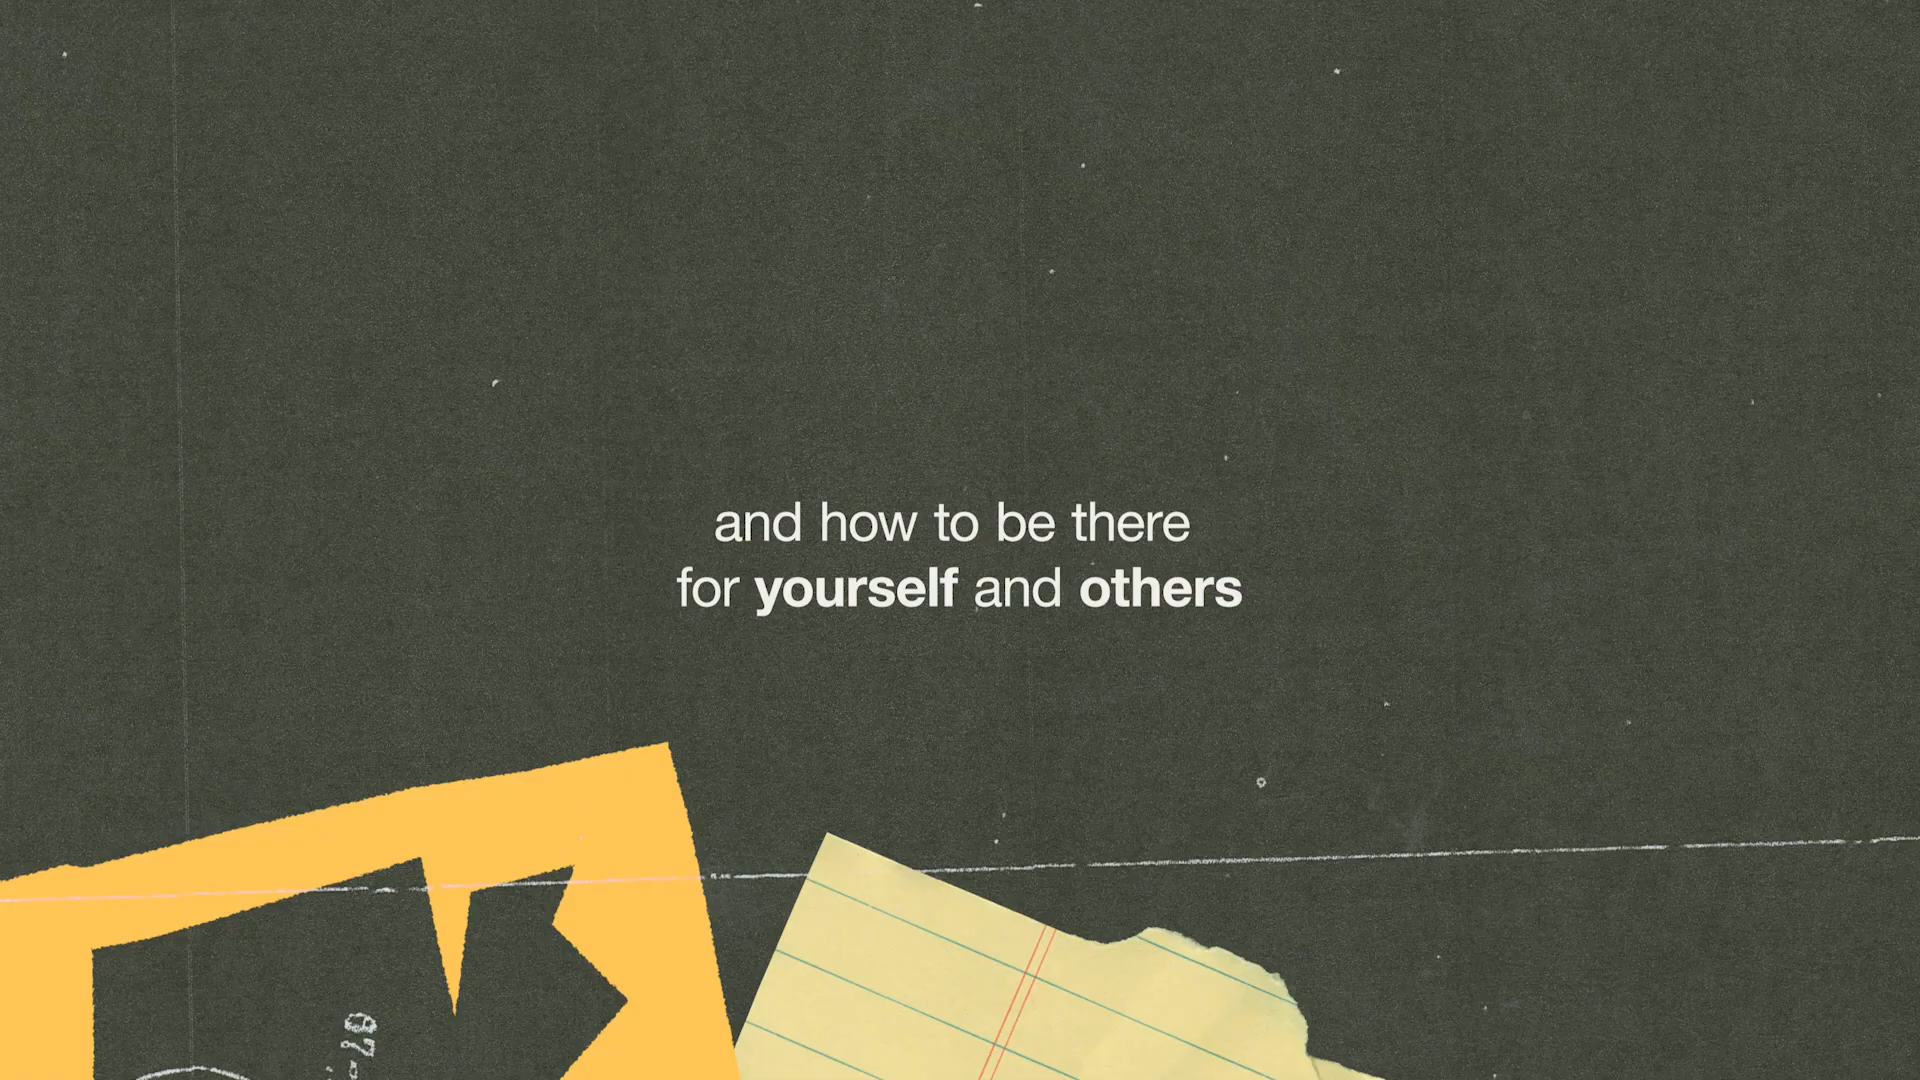 and how to be there
for yourself and others